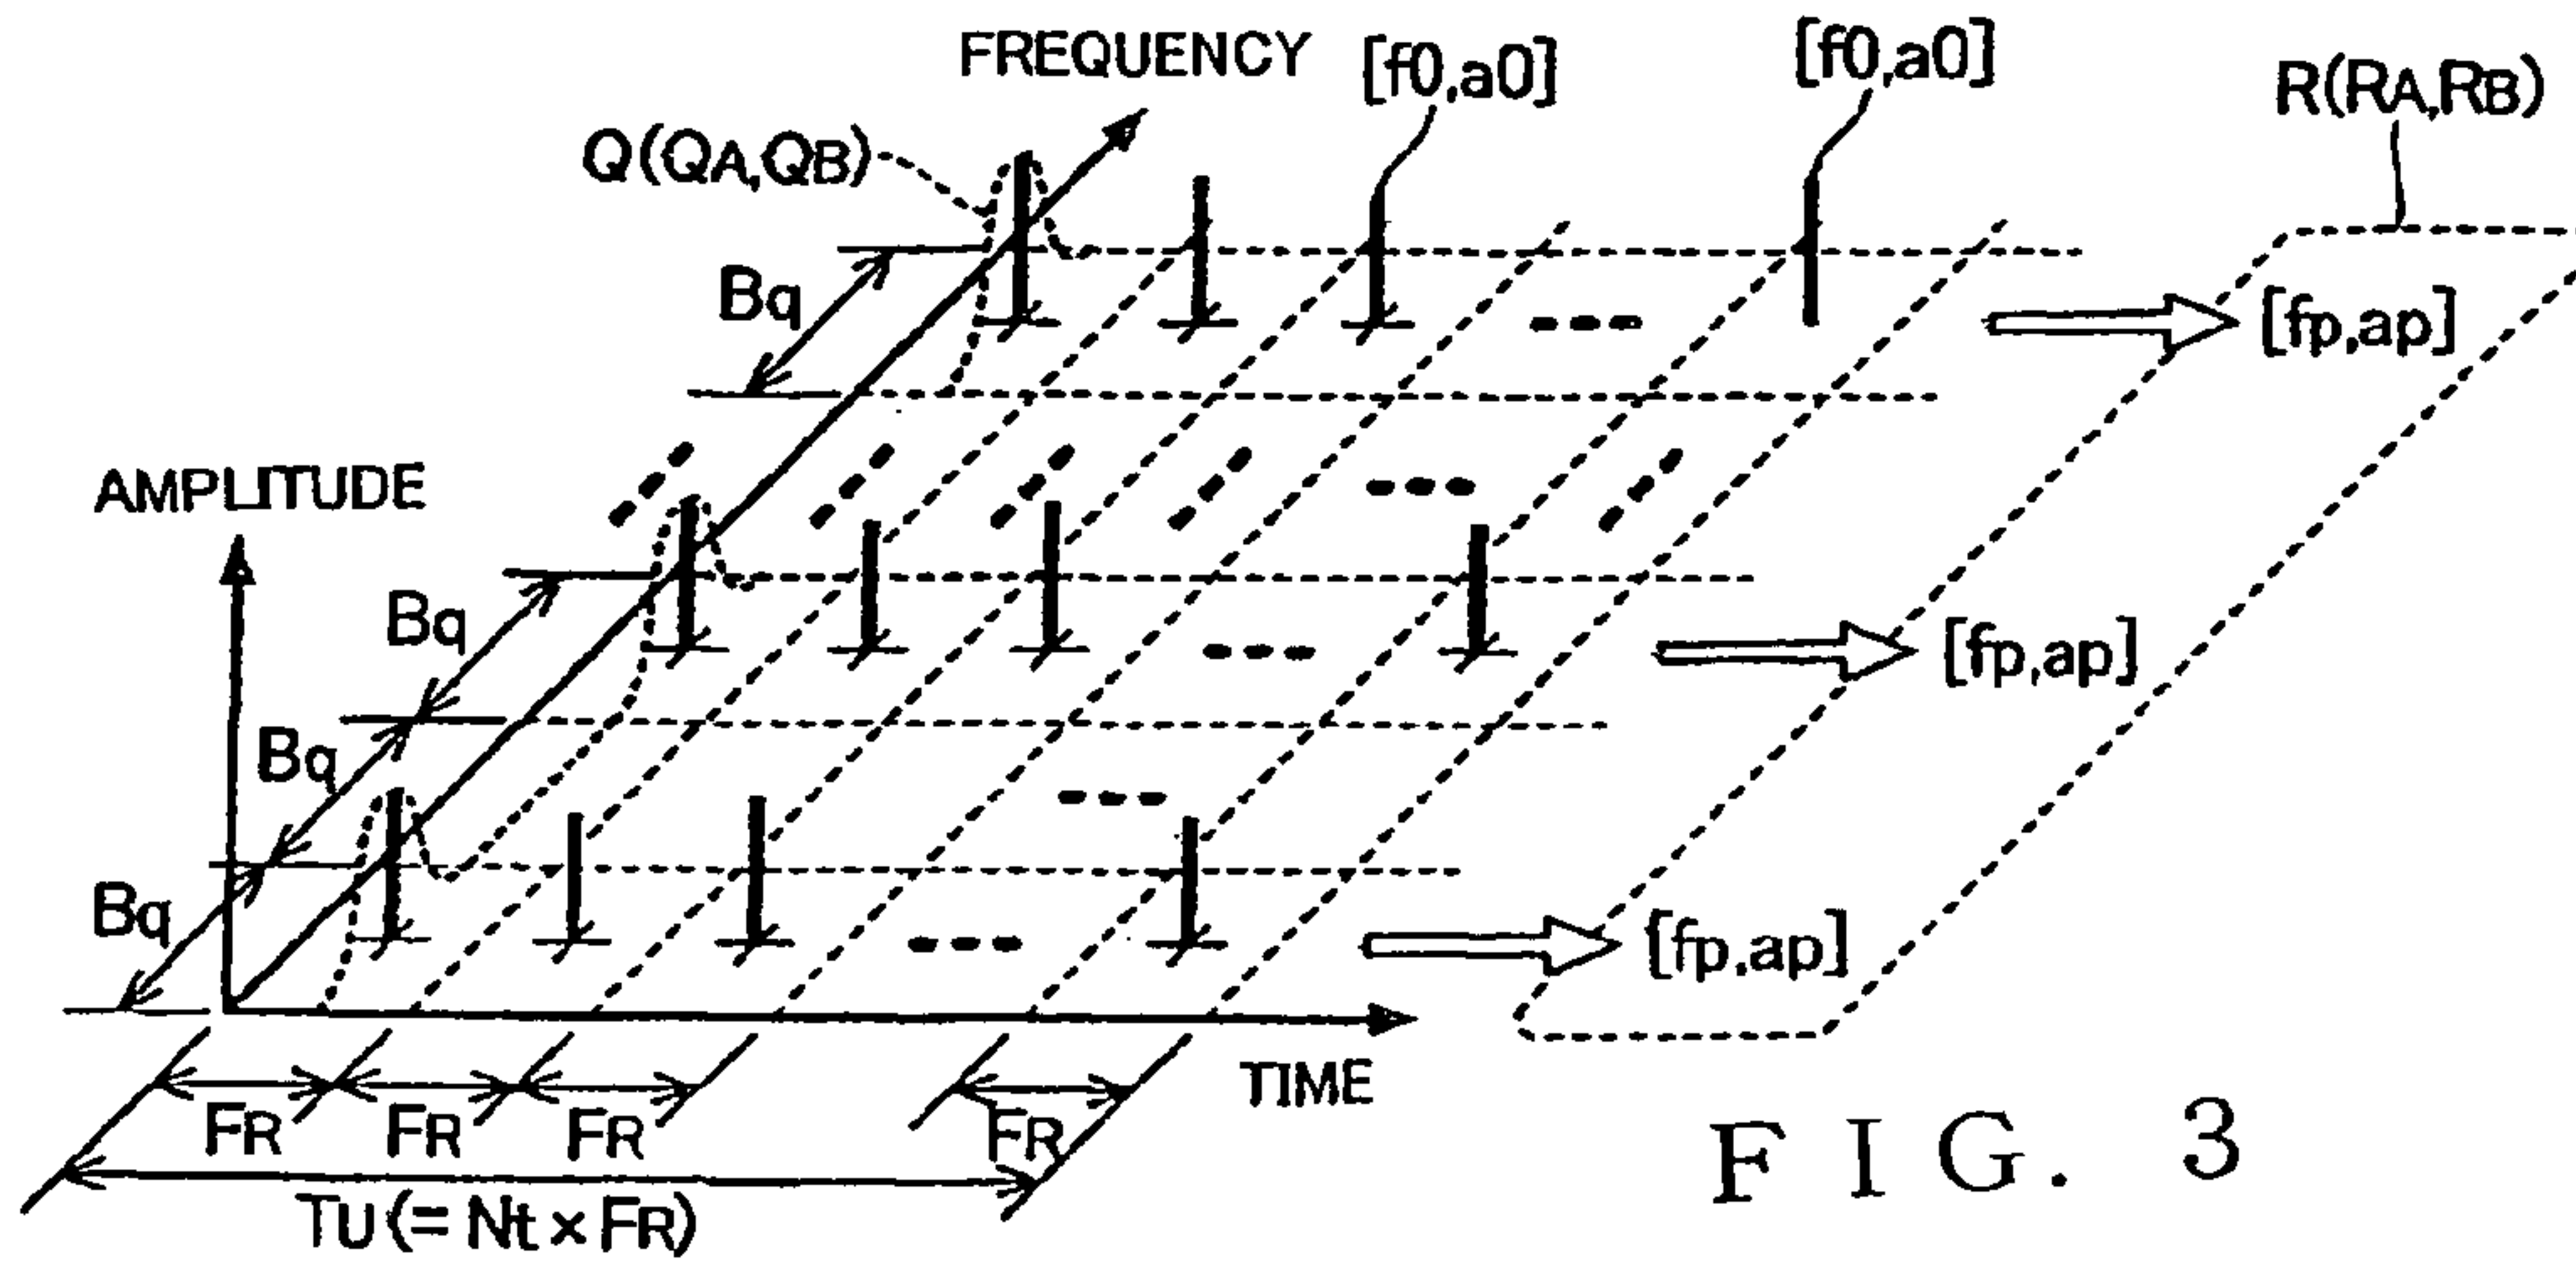 FREQUENCY
[f0,a0]
[f0,a0]
R(RA,RB)
Q(QA,QB)
Bq
[fp,ap]
AMPLITUDE
Bq
[fp,ap]
Bq
Bq
[fp,ap]
TIME
FR
FR
FR
FR
TU(=Nt×FR)
FIG. 3